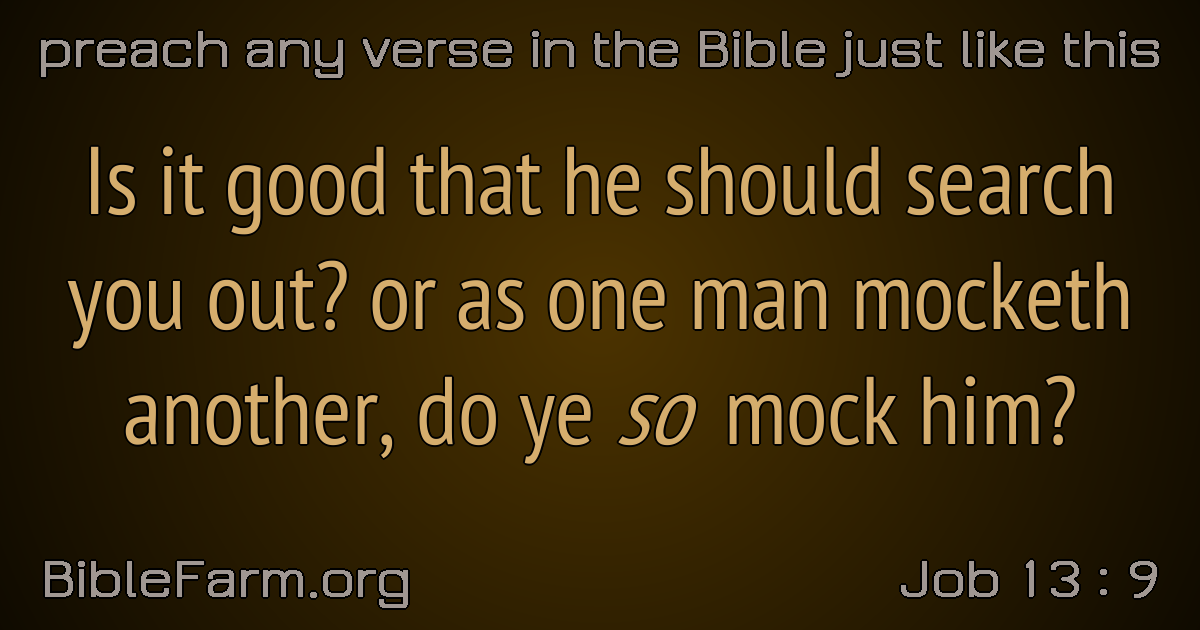 preach any verse in the Bible just like this
Is it good that he should search
you out? or as one man mocketh
another, do ye so mock him?
BibleFarm.org
Job 13 : 9